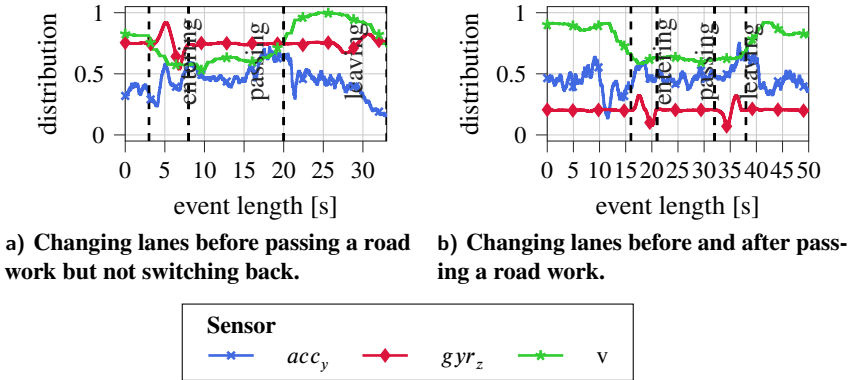 1
0.5
0
distribution
entering
passing
leaving
0 5 10 15 20 25 30
event length [s]
a) Changing lanes before passing a road
work but not switching back.
1
0.5
0
distribution
entering
passing
leaving
0 5 10 15 20 25 30 35 40 45 50
event length [s]
b) Changing lanes before and after pass-
ing a road work.
Sensor
acc_y gyr_z v